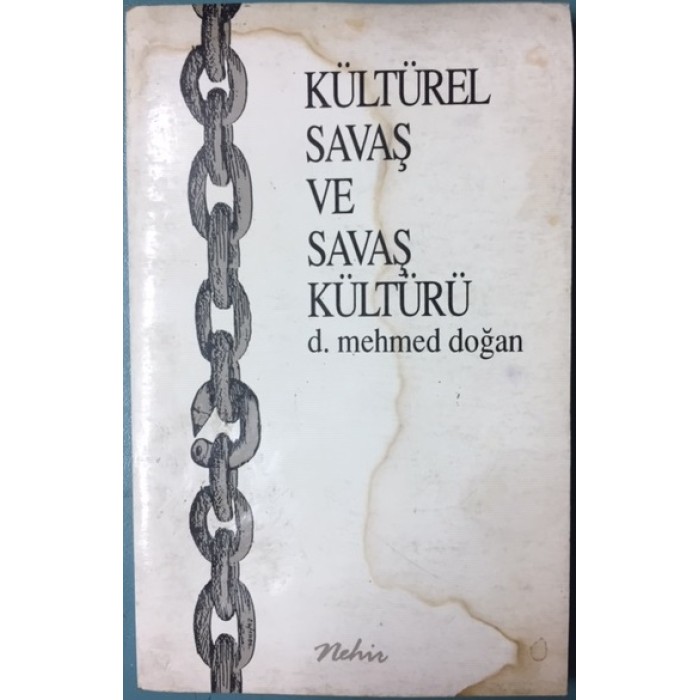 KÜLTÜREL
SAVAŞ
VE
SAVAŞ
KÜLTÜRÜ
d. mehmed doğan
Nehir